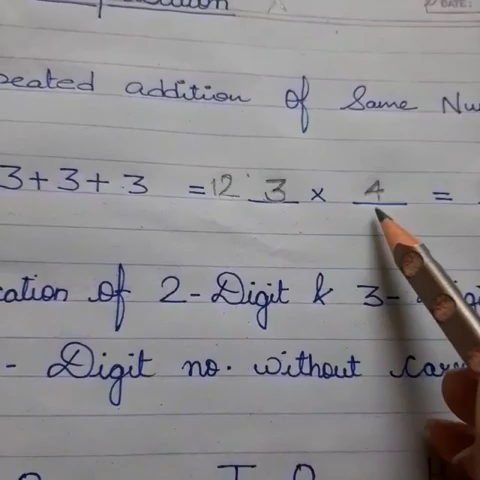 DATE:
peated addition of Same Nu
3 + 3 + 3 = 12 3 × 4 =
cation of 2 - Digit & 3 -
- Digit no. without
T O